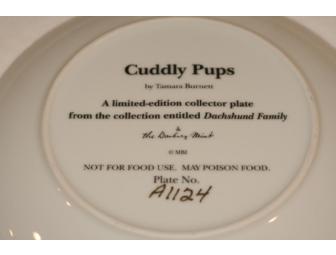 Cuddly Pups
by Tamara Burnett
A limited-edition collector plate
from the collection entitled Dachshund Family
&
the Danbury Mint
© MBI
NOT FOR FOOD USE. MAY POISON FOOD.
Plate No.
A1124